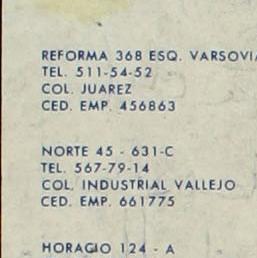 REFORMA 368 ESQ. VARSOVIA
TEL. 511-54-52
COL. JUAREZ
CED. EMP. 456863
NORTE 45 - 631-C
TEL. 567-79-14
COL. INDUSTRIAL VALLEJO
CED. EMP. 661775
HORACIO 124 - A